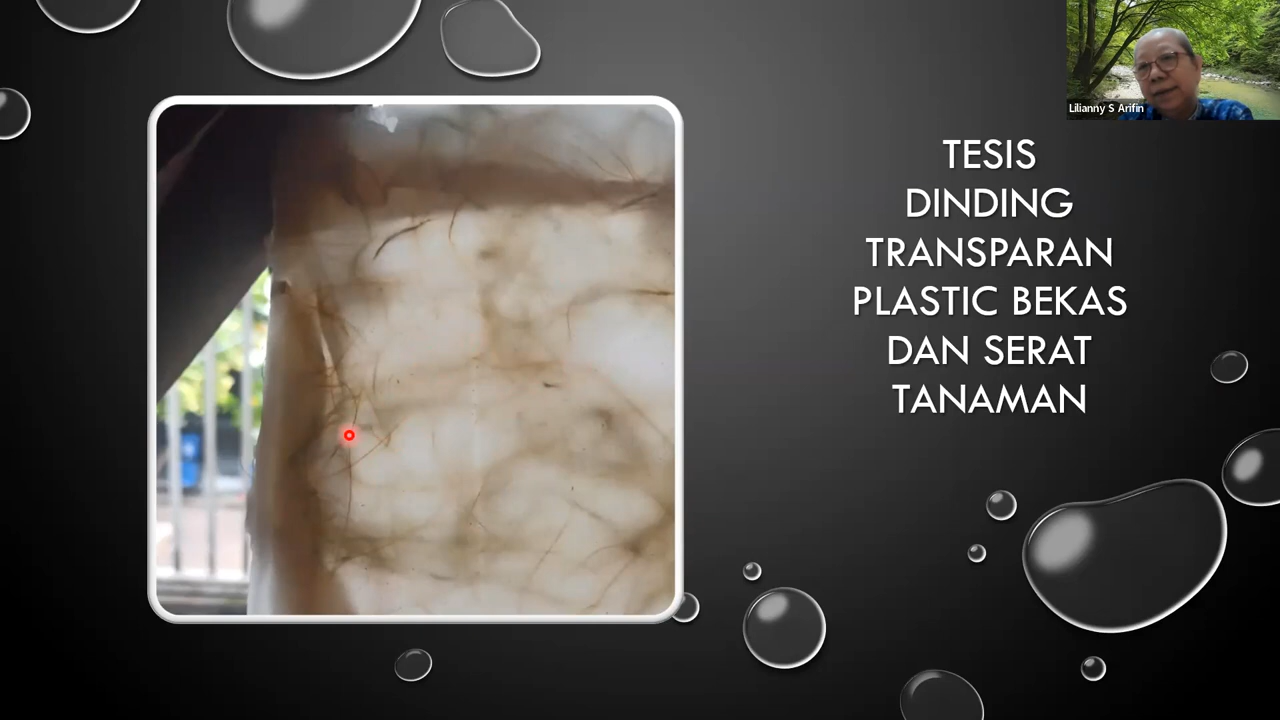 Lilianny S Arifin
TESIS
DINDING
TRANSPARAN
PLASTIC BEKAS
DAN SERAT
TANAMAN